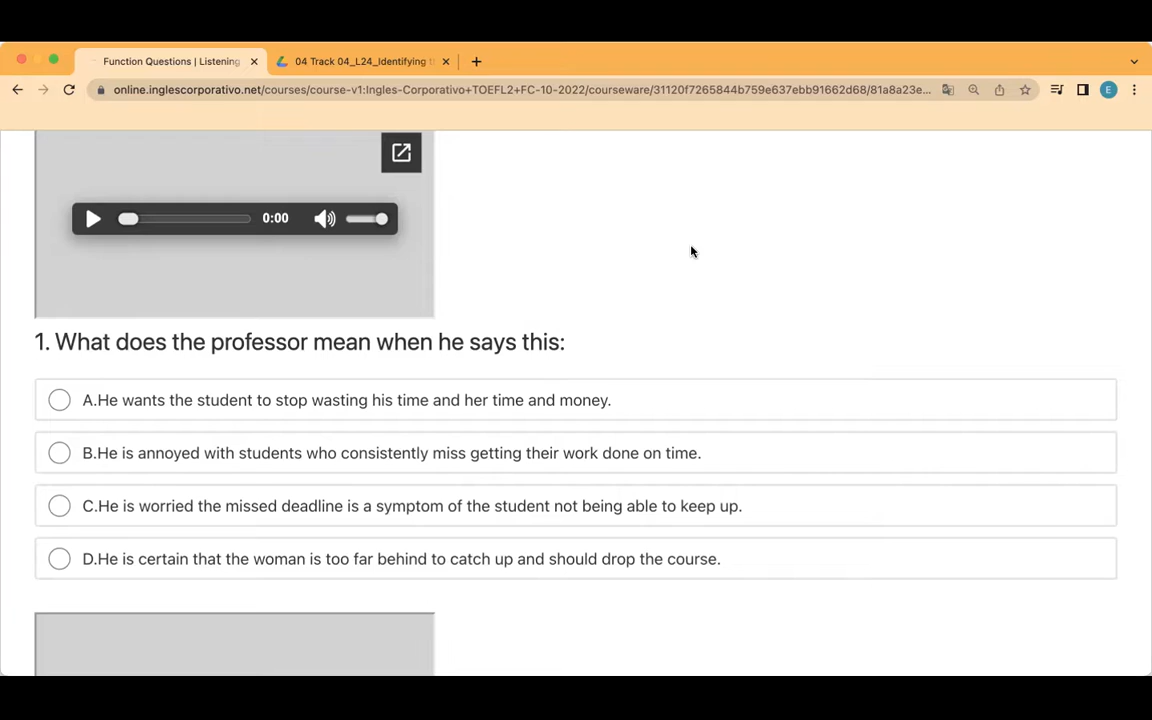 Function Questions | Listening
04 Track 04_L24_Identifying
online.inglescorporativo.net/courses/course-v1:Ingles-Corporativo+TOEFL2+FC-10-2022/courseware/31120f7265844b759e637ebb91662d68/81a8a23e...
E
0:00
1. What does the professor mean when he says this:
A.He wants the student to stop wasting his time and her time and money.
B.He is annoyed with students who consistently miss getting their work done on time.
C.He is worried the missed deadline is a symptom of the student not being able to keep up.
D.He is certain that the woman is too far behind to catch up and should drop the course.